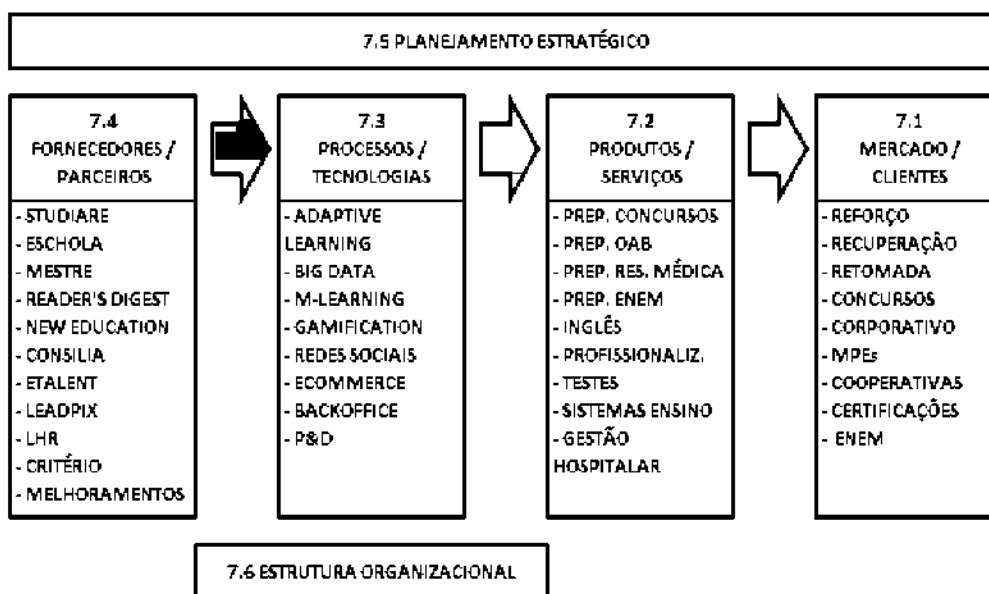 7.5 PLANEJAMENTO ESTRATÉGICO
7.4
FORNECEDORES /
PARCEIROS
- STUDIARE
- ESCHOLA
- MESTRE
- READER'S DIGEST
- NEW EDUCATION
- CONSILIA
- ETALENT
- LEADPIX
- LHR
- CRITÉRIO
- MELHORAMENTOS
7.3
PROCESSOS /
TECNOLOGIAS
- ADAPTIVE
LEARNING
- BIG DATA
- M-LEARNING
- GAMIFICATION
- REDES SOCIAIS
- ECOMMERCE
- BACKOFFICE
- P&D
7.2
PRODUTOS /
SERVIÇOS
- PREP. CONCURSOS
- PREP. OAB
- PREP. RES. MÉDICA
- PREP. ENEM
- INGLÊS
- PROFISSIONALIZ.
- TESTES
- SISTEMAS ENSINO
- GESTÃO
HOSPITALAR
7.1
MERCADO /
CLIENTES
- REFORÇO
- RECUPERAÇÃO
- RETOMADA
- CONCURSOS
- CORPORATIVO
- MPEs
- COOPERATIVAS
- CERTIFICAÇÕES
- ENEM
7.6 ESTRUTURA ORGANIZACIONAL